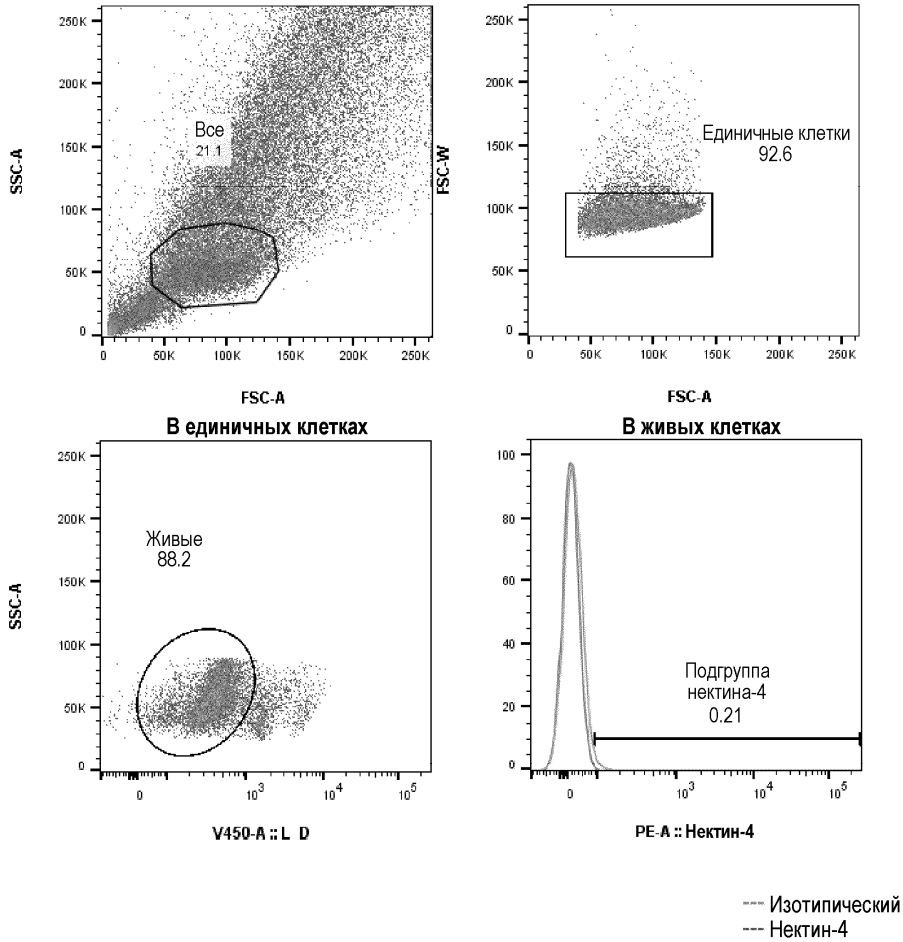 250K
200K
150K
100K
50K
0
SSC-A
Все
21.1
0 50K 100K 150K 200K 250K
FSC-A
250K
200K
150K
100K
50K
0
FSC-W
Единичные клетки
92.6
0 50K 100K 150K 200K 250K
FSC-A
В единичных клетках
250K
200K
150K
100K
50K
0
SSC-A
Живые
88.2
0 10³ 10⁴ 10⁵
V450-A :: L D
В живых клетках
100
80
60
40
20
0
Подгруппа
нектина-4
0.21
0 10³ 10⁴ 10⁵
PE-A :: Нектин-4
Изотипический
Нектин-4